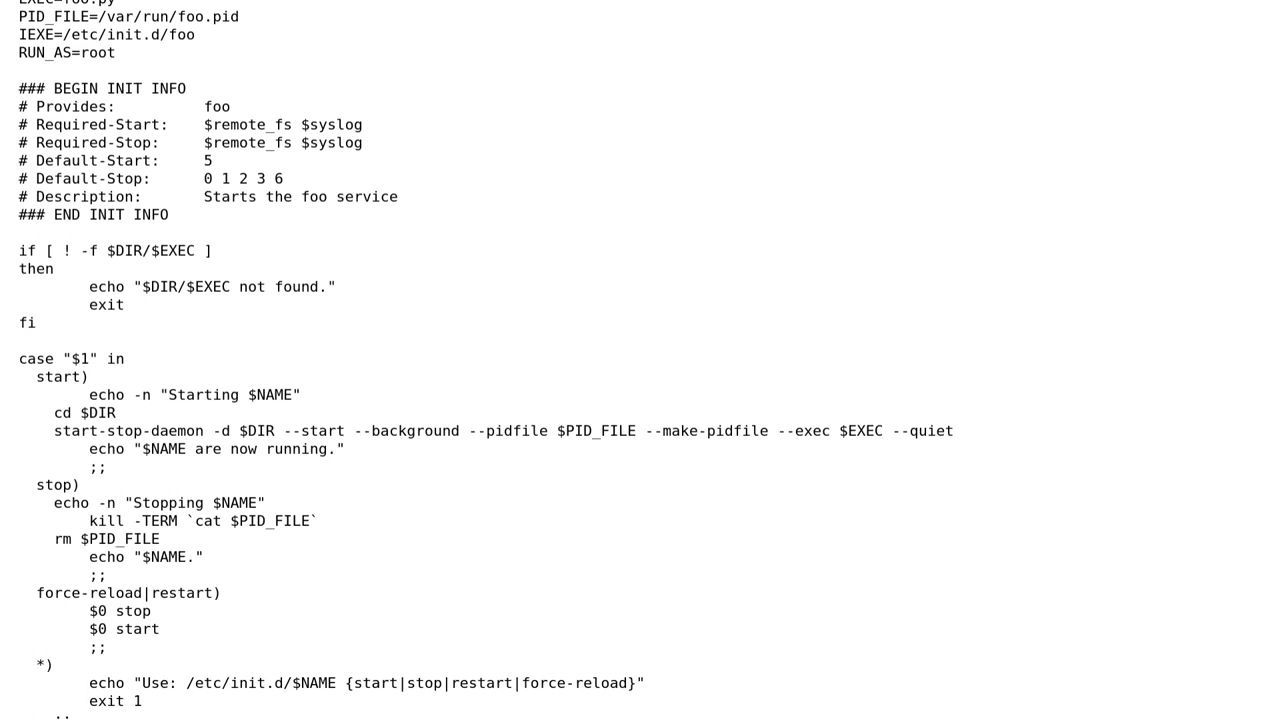 EXEC=foo.py
PID_FILE=/var/run/foo.pid
IEXE=/etc/init.d/foo
RUN_AS=root

### BEGIN INIT INFO
# Provides:          foo
# Required-Start:    $remote_fs $syslog
# Required-Stop:     $remote_fs $syslog
# Default-Start:     5
# Default-Stop:      0 1 2 3 6
# Description:       Starts the foo service
### END INIT INFO

if [ ! -f $DIR/$EXEC ]
then
        echo "$DIR/$EXEC not found."
        exit
fi

case "$1" in
  start)
        echo -n "Starting $NAME"
    cd $DIR
    start-stop-daemon -d $DIR --start --background --pidfile $PID_FILE --make-pidfile --exec $EXEC --quiet
        echo "$NAME are now running."
        ;;
  stop)
    echo -n "Stopping $NAME"
        kill -TERM `cat $PID_FILE`
    rm $PID_FILE
        echo "$NAME."
        ;;
  force-reload|restart)
        $0 stop
        $0 start
        ;;
  *)
        echo "Use: /etc/init.d/$NAME {start|stop|restart|force-reload}"
        exit 1
    ;;